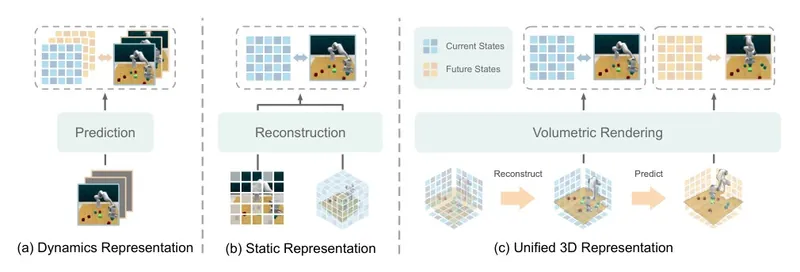 Current States
Future States
Prediction
Reconstruction
Volumetric Rendering
Reconstruct
Predict
(a) Dynamics Representation
(b) Static Representation
(c) Unified 3D Representation